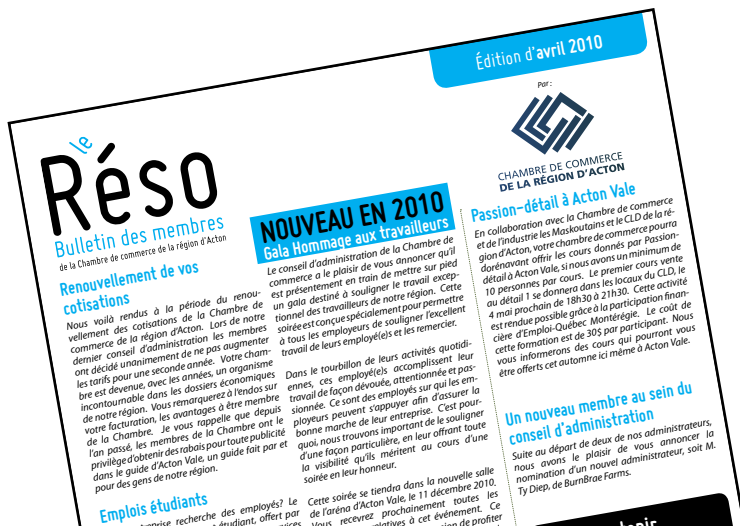 Édition d'avril 2010
Par :
CHAMBRE DE COMMERCE
DE LA RÉGION D'ACTON
le
Réso
Bulletin des membres
de la Chambre de commerce de la région d'Acton
Renouvellement de vos
cotisations
Nous voilà rendus à la période du renou-
vellement des cotisations de la Chambre de
commerce de la région d'Acton. Lors de notre
dernier conseil d'administration les membres
ont décidé unanimement de ne pas augmenter
les tarifs pour une seconde année. Votre cham-
bre est devenue, avec les années, un organisme
incontournable dans les dossiers économiques
de notre région. Vous remarquerez à l'endos sur
votre facturation, les avantages à être membre
de la Chambre. Je vous rappelle que depuis
l'an passé, les membres de la Chambre ont le
privilège d'obtenir des rabais pour toute publicité
dans le guide d'Acton Vale, un guide fait par et
pour des gens de notre région.
Emplois étudiants
recherche des employés? Le
étudiant, offert par
NOUVEAU EN 2010
Gala Hommage aux travailleurs
Le conseil d'administration de la Chambre de
commerce a le plaisir de vous annoncer qu'il
est présentement en train de mettre sur pied
un gala destiné à souligner le travail excep-
tionnel des travailleurs de notre région. Cette
soirée est conçue spécialement pour permettre
à tous les employeurs de souligner l'excellent
travail de leurs employé(e)s et les remercier.
Dans le tourbillon de leurs activités quotidi-
ennes, ces employé(e)s accomplissent leur
travail de façon dévouée, attentionnée et pas-
sionnée. Ce sont des employés sur qui les em-
ployeurs peuvent s'appuyer afin d'assurer la
bonne marche de leur entreprise. C'est pour-
quoi, nous trouvons important de le souligner
d'une façon particulière, en leur offrant toute
la visibilité qu'ils méritent au cours d'une
soirée en leur honneur.
Cette soirée se tiendra dans la nouvelle salle
de l'aréna d'Acton Vale, le 11 décembre 2010.
Vous recevrez prochainement toutes les
à cet événement. Ce
de profiter
Passion-détail à Acton Vale
En collaboration avec la Chambre de commerce
et de l'industrie les Maskoutains et le CLD de la ré-
gion d'Acton, votre chambre de commerce pourra
dorénavant offrir les cours donnés par Passion-
détail à Acton Vale, si nous avons un minimum de
10 personnes par cours. Le premier cours vente
au détail 1 se donnera dans les locaux du CLD, le
4 mai prochain de 18h30 à 21h30. Cette activité
est rendue possible grâce à la participation finan-
cière d'Emploi-Québec Montérégie. Le coût de
cette formation est de 30$ par participant. Nous
vous informerons des cours qui pourront vous
être offerts cet automne ici même à Acton Vale.
Un nouveau membre au sein du
conseil d'administration
Suite au départ de deux de nos administrateurs,
nous avons le plaisir de vous annoncer la
nomination d'un nouvel administrateur, soit M.
Ty Diep, de BurnBrae Farms.